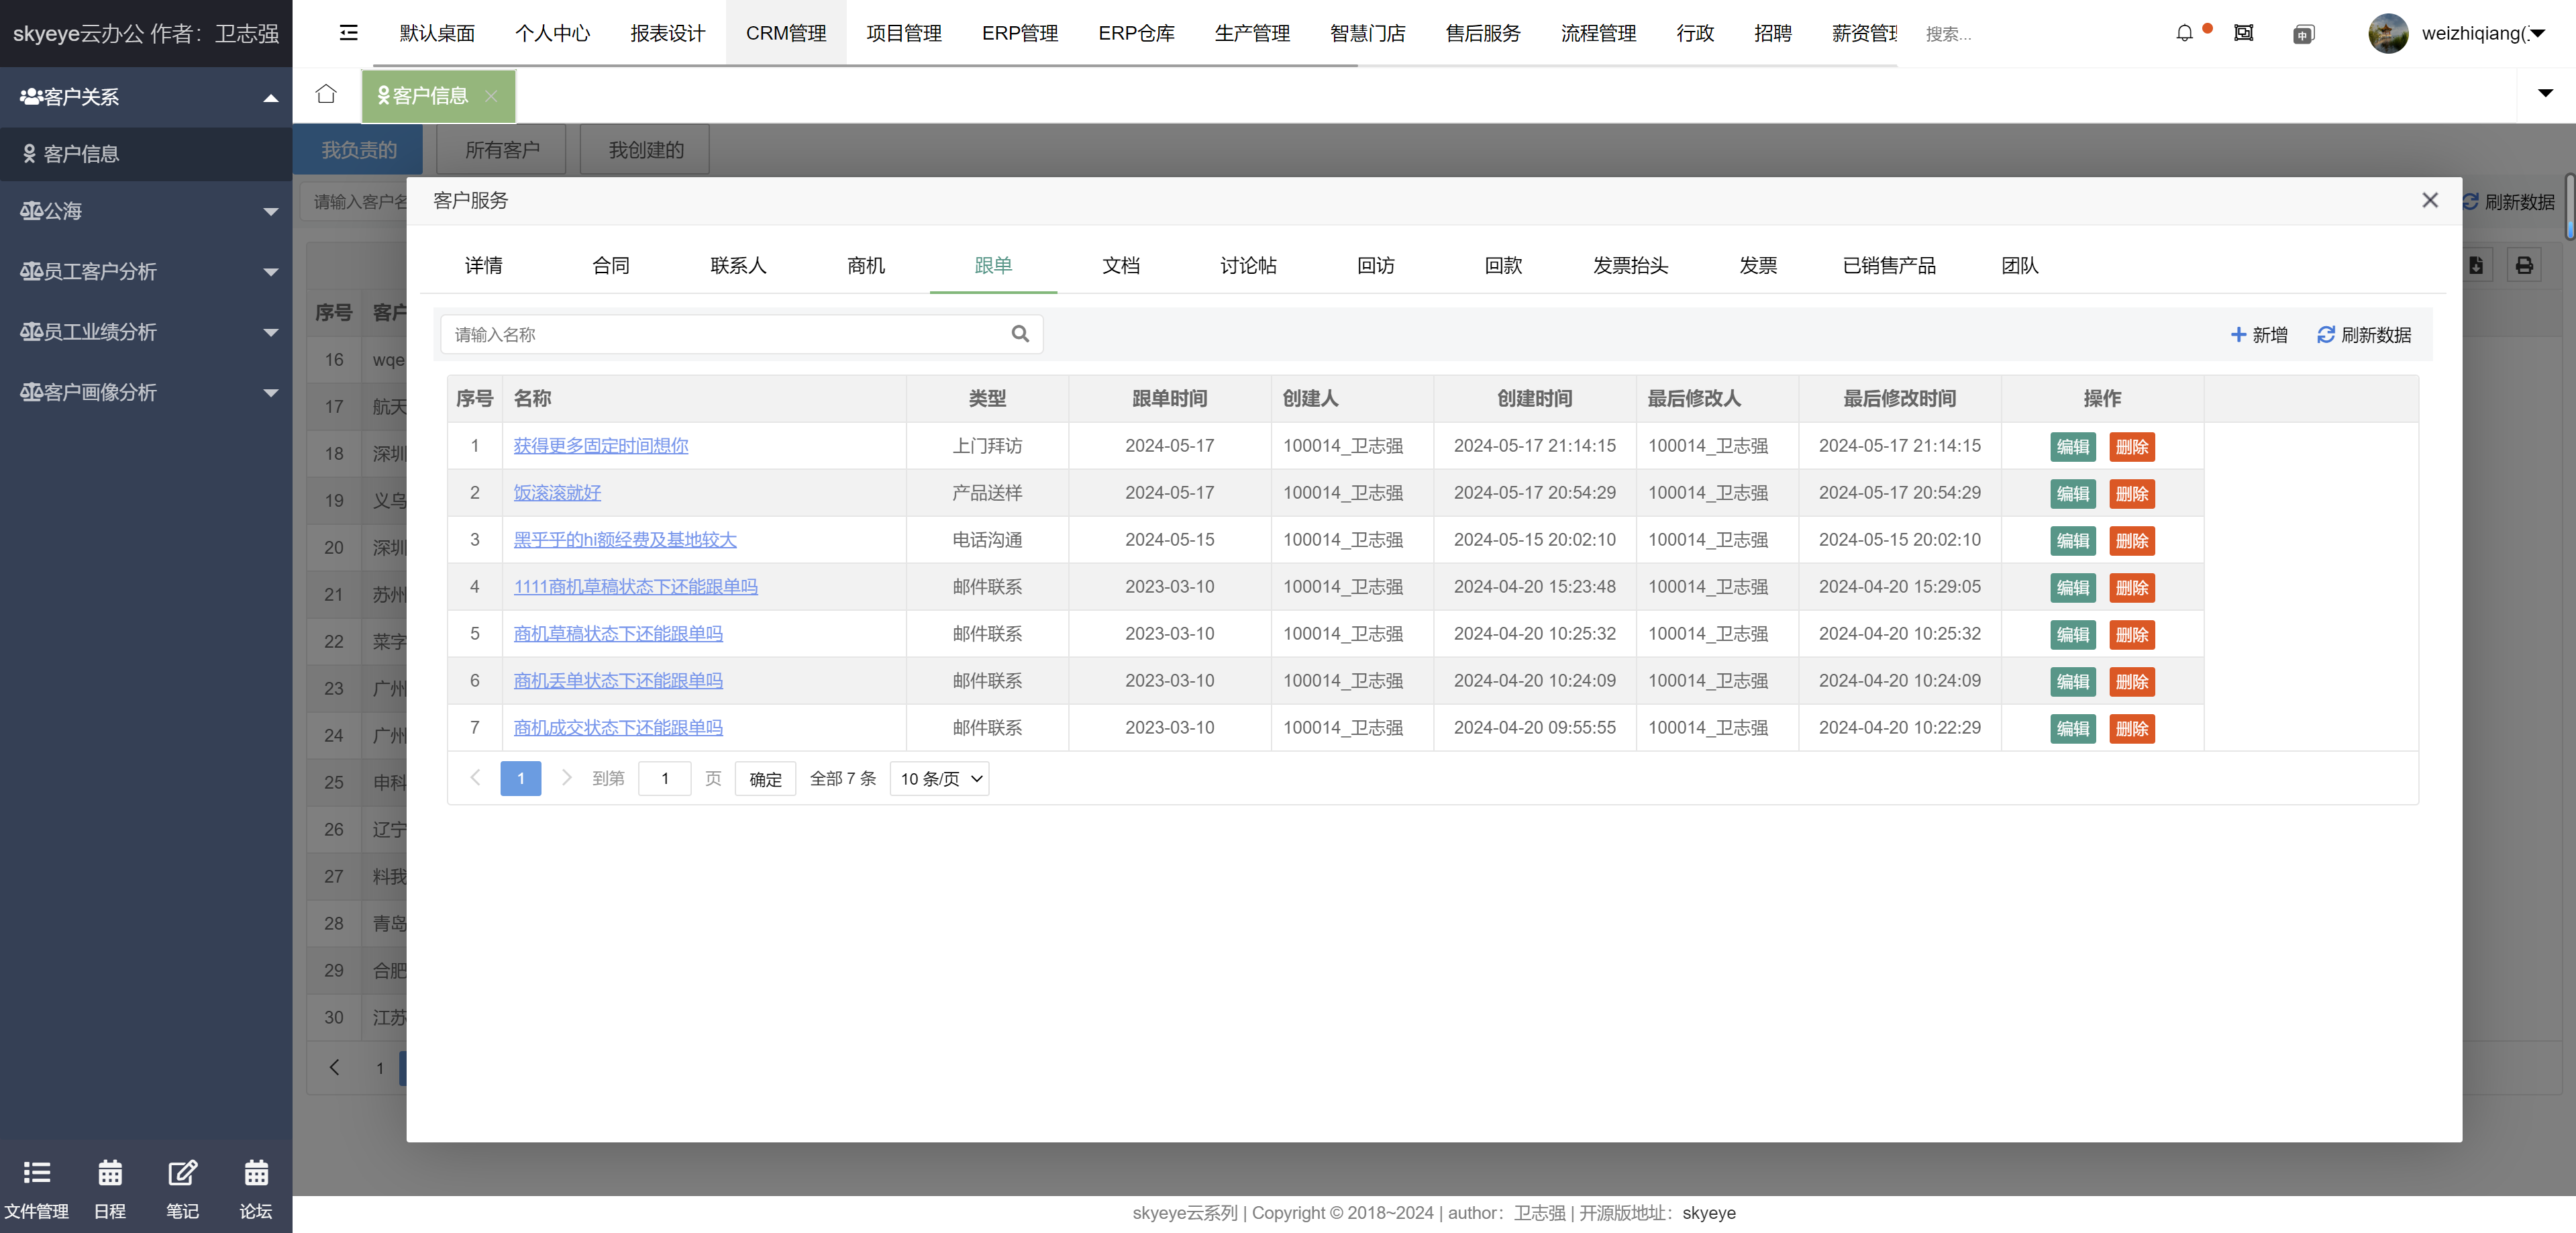 skyeye云办公 作者：卫志强
默认桌面 个人中心 报表设计 CRM管理 项目管理 ERP管理 ERP仓库 生产管理 智慧门店 售后服务 流程管理 行政 招聘 薪资管理 搜索... weizhiqiang(
客户关系
客户信息
公海
员工客户分析
员工业绩分析
客户画像分析
文件管理 日程 笔记 论坛
客户信息
我负责的 所有客户 我创建的
请输入客户名
刷新数据
序号 客户
16 wqe
17 航天
18 深圳
19 义乌
20 深圳
21 苏州
22 菜字
23 广州
24 广州
25 申科
26 辽宁
27 料我
28 青岛
29 合肥
30 江苏
1
客户服务
详情 合同 联系人 商机 跟单 文档 讨论帖 回访 回款 发票抬头 发票 已销售产品 团队
请输入名称 新增 刷新数据
序号 名称 类型 跟单时间 创建人 创建时间 最后修改人 最后修改时间 操作
1 获得更多固定时间想你 上门拜访 2024-05-17 100014_卫志强 2024-05-17 21:14:15 100014_卫志强 2024-05-17 21:14:15 编辑 删除
2 饭滚滚就好 产品送样 2024-05-17 100014_卫志强 2024-05-17 20:54:29 100014_卫志强 2024-05-17 20:54:29 编辑 删除
3 黑乎乎的hi额经费及基地较大 电话沟通 2024-05-15 100014_卫志强 2024-05-15 20:02:10 100014_卫志强 2024-05-15 20:02:10 编辑 删除
4 1111商机草稿状态下还能跟单吗 邮件联系 2023-03-10 100014_卫志强 2024-04-20 15:23:48 100014_卫志强 2024-04-20 15:29:05 编辑 删除
5 商机草稿状态下还能跟单吗 邮件联系 2023-03-10 100014_卫志强 2024-04-20 10:25:32 100014_卫志强 2024-04-20 10:25:32 编辑 删除
6 商机丢单状态下还能跟单吗 邮件联系 2023-03-10 100014_卫志强 2024-04-20 10:24:09 100014_卫志强 2024-04-20 10:24:09 编辑 删除
7 商机成交状态下还能跟单吗 邮件联系 2023-03-10 100014_卫志强 2024-04-20 09:55:55 100014_卫志强 2024-04-20 10:22:29 编辑 删除
1 到第 1 页 确定 全部 7 条 10 条/页
skyeye云系列 | Copyright © 2018~2024 | author：卫志强 | 开源版地址：skyeye